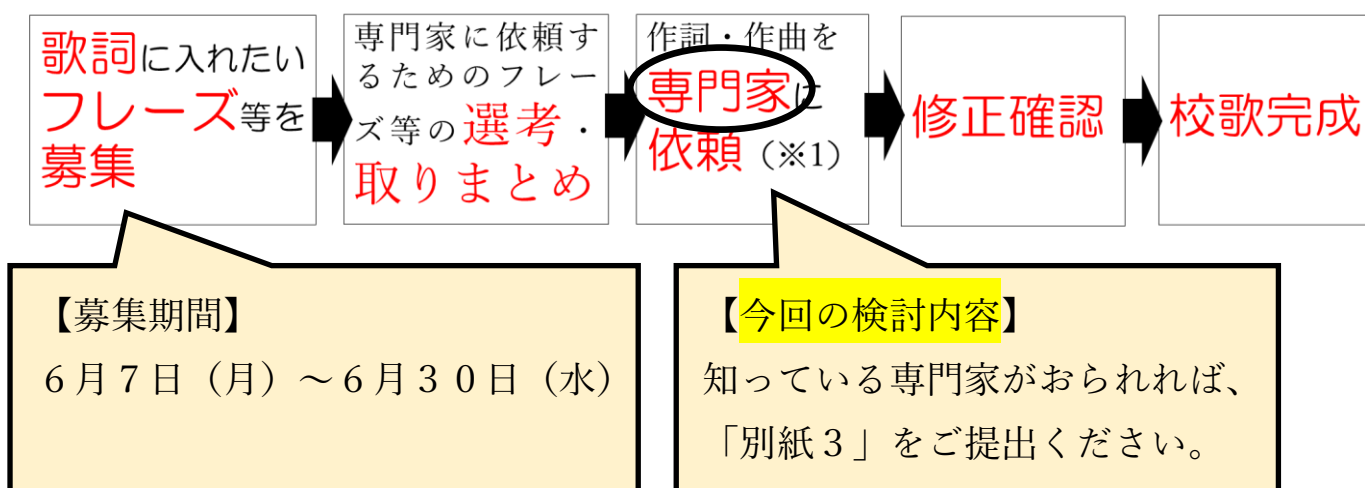 歌詞に入れたい
フレーズ等を
募集
専門家に依頼す
るためのフレー
ズ等の選考・
取りまとめ
作詞・作曲を
専門家に
依頼（※1）
修正確認
校歌完成
【募集期間】
６月７日（月）～６月３０日（水）
【今回の検討内容】
知っている専門家がおられれば、
「別紙３」をご提出ください。